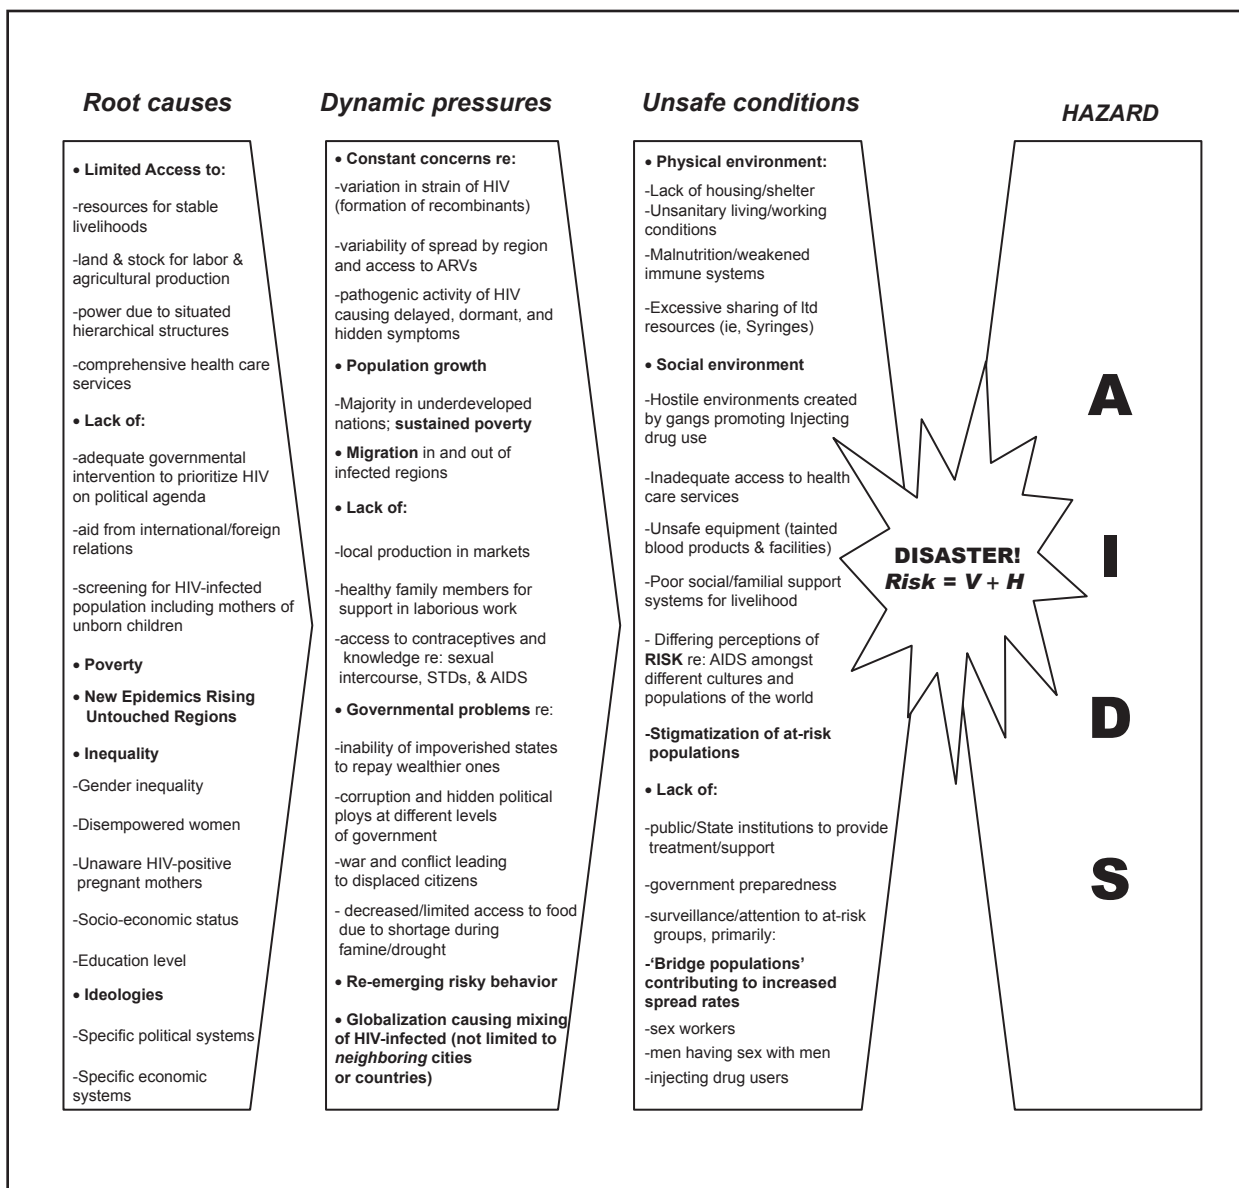 Root causes
• Limited Access to:
-resources for stable
livelihoods
-land & stock for labor &
agricultural production
-power due to situated
hierarchical structures
-comprehensive health care
services
• Lack of:
-adequate governmental
intervention to prioritize HIV
on political agenda
-aid from international/foreign
relations
-screening for HIV-infected
population including mothers of
unborn children
• Poverty
• New Epidemics Rising
Untouched Regions
• Inequality
-Gender inequality
-Disempowered women
-Unaware HIV-positive
pregnant mothers
-Socio-economic status
-Education level
• Ideologies
-Specific political systems
-Specific economic
systems
Dynamic pressures
• Constant concerns re:
-variation in strain of HIV
(formation of recombinants)
-variability of spread by region
and access to ARVs
-pathogenic activity of HIV
causing delayed, dormant, and
hidden symptoms
• Population growth
-Majority in underdeveloped
nations; sustained poverty
• Migration in and out of
infected regions
• Lack of:
-local production in markets
-healthy family members for
support in laborious work
-access to contraceptives and
knowledge re: sexual
intercourse, STDs, & AIDS
• Governmental problems re:
-inability of impoverished states
to repay wealthier ones
-corruption and hidden political
ploys at different levels
of government
-war and conflict leading
to displaced citizens
- decreased/limited access to food
due to shortage during
famine/drought
• Re-emerging risky behavior
• Globalization causing mixing
of HIV-infected (not limited to
neighboring cities
or countries)
Unsafe conditions
• Physical environment:
-Lack of housing/shelter
-Unsanitary living/working
conditions
-Malnutrition/weakened
immune systems
-Excessive sharing of ltd
resources (ie, Syringes)
• Social environment
-Hostile environments created
by gangs promoting Injecting
drug use
-Inadequate access to health
care services
-Unsafe equipment (tainted
blood products & facilities)
-Poor social/familial support
systems for livelihood
- Differing perceptions of
RISK re: AIDS amongst
different cultures and
populations of the world
-Stigmatization of at-risk
populations
• Lack of:
-public/State institutions to provide
treatment/support
-government preparedness
-surveillance/attention to at-risk
groups, primarily:
-‘Bridge populations’
contributing to increased
spread rates
-sex workers
-men having sex with men
-injecting drug users
DISASTER!
Risk = V + H
HAZARD
A
I
D
S